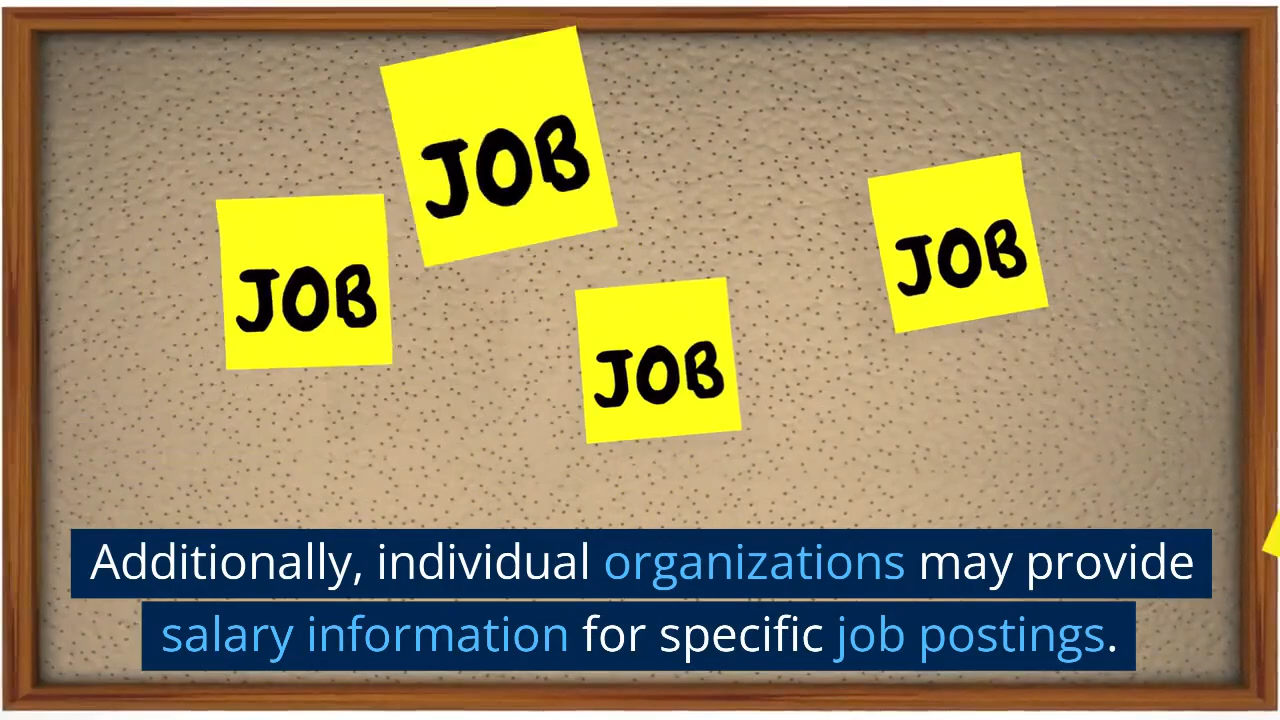 JOB
JOB
JOB
JOB
Additionally, individual organizations may provide
salary information for specific job postings.